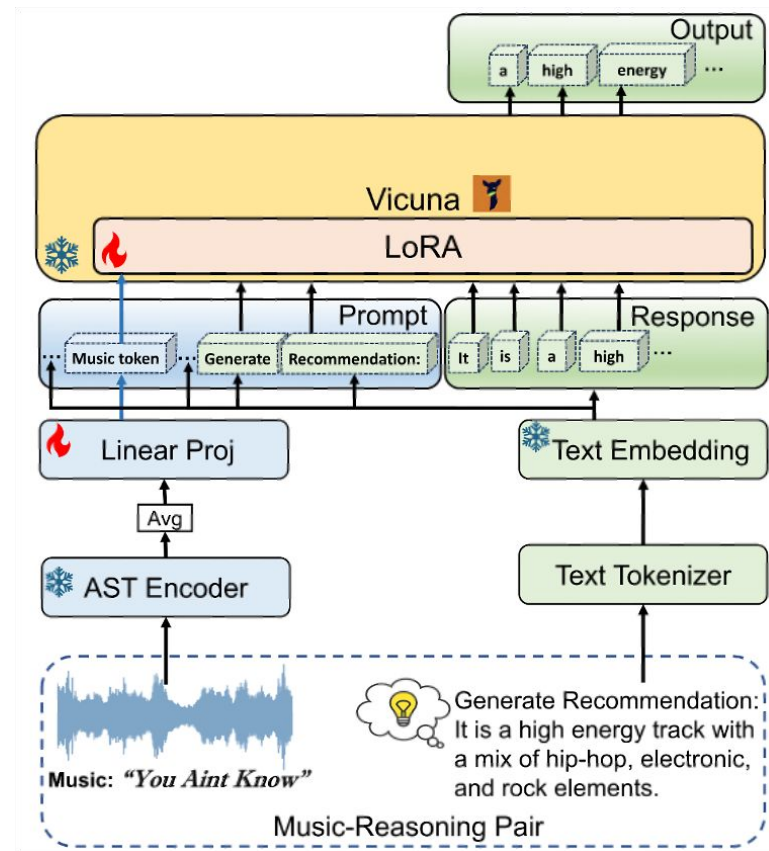 Output
a high energy ...
Vicuna
LoRA
Prompt
Response
... Music token ... Generate Recommendation:
It is a high ...
Linear Proj
Text Embedding
Avg
AST Encoder
Text Tokenizer
Generate Recommendation:
It is a high energy track with
a mix of hip-hop, electronic,
and rock elements.
Music: "You Aint Know"
Music-Reasoning Pair